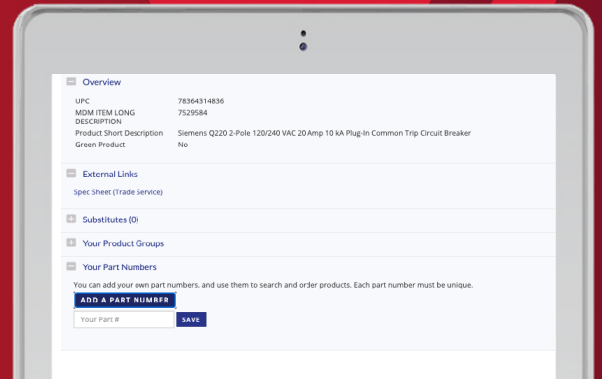 Overview
UPC 78364314836
MDM ITEM LONG 7529584
DESCRIPTION
Product Short Description Siemens Q220 2-Pole 120/240 VAC 20 Amp 10 kA Plug-In Common Trip Circuit Breaker
Green Product No
External Links
Spec Sheet (Trade Service)
Substitutes (0)
Your Product Groups
Your Part Numbers
You can add your own part numbers, and use them to search and order products. Each part number must be unique.
ADD A PART NUMBER
Your Part # SAVE